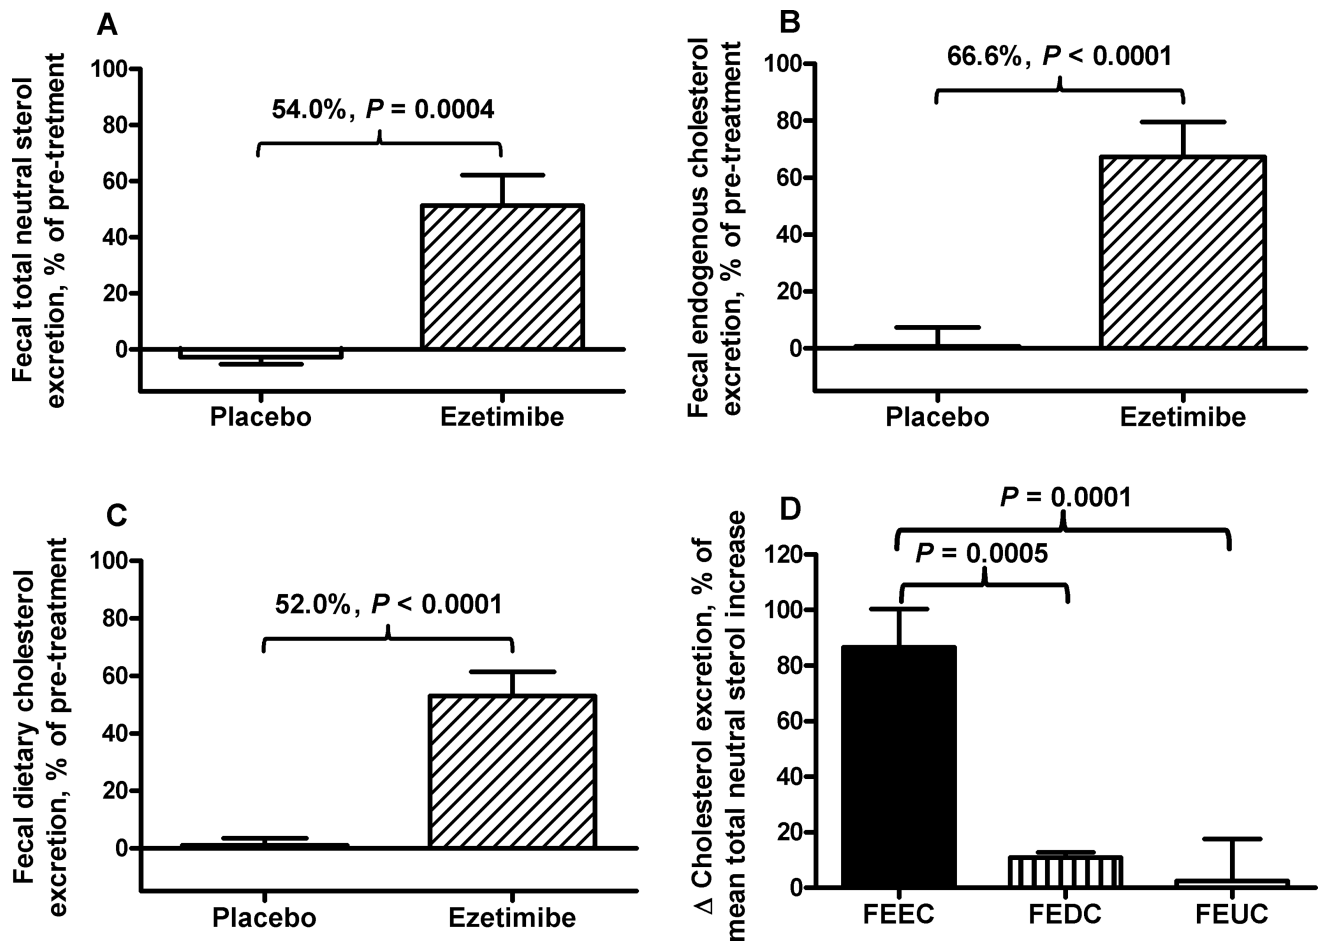 A
Fecal total neutral sterol
excretion, % of pre-tretment
100
80
60
40
20
0
54.0%, P = 0.0004
Placebo
Ezetimibe
B
Fecal endogenous cholesterol
excretion, % of pre-treatment
100
80
60
40
20
0
66.6%, P < 0.0001
Placebo
Ezetimibe
C
Fecal dietary cholesterol
excretion, % of pre-treatment
100
80
60
40
20
0
52.0%, P < 0.0001
Placebo
Ezetimibe
D
Δ Cholesterol excretion, % of
mean total neutral sterol increase
120
100
80
60
40
20
0
P = 0.0001
P = 0.0005
FEEC
FEDC
FEUC